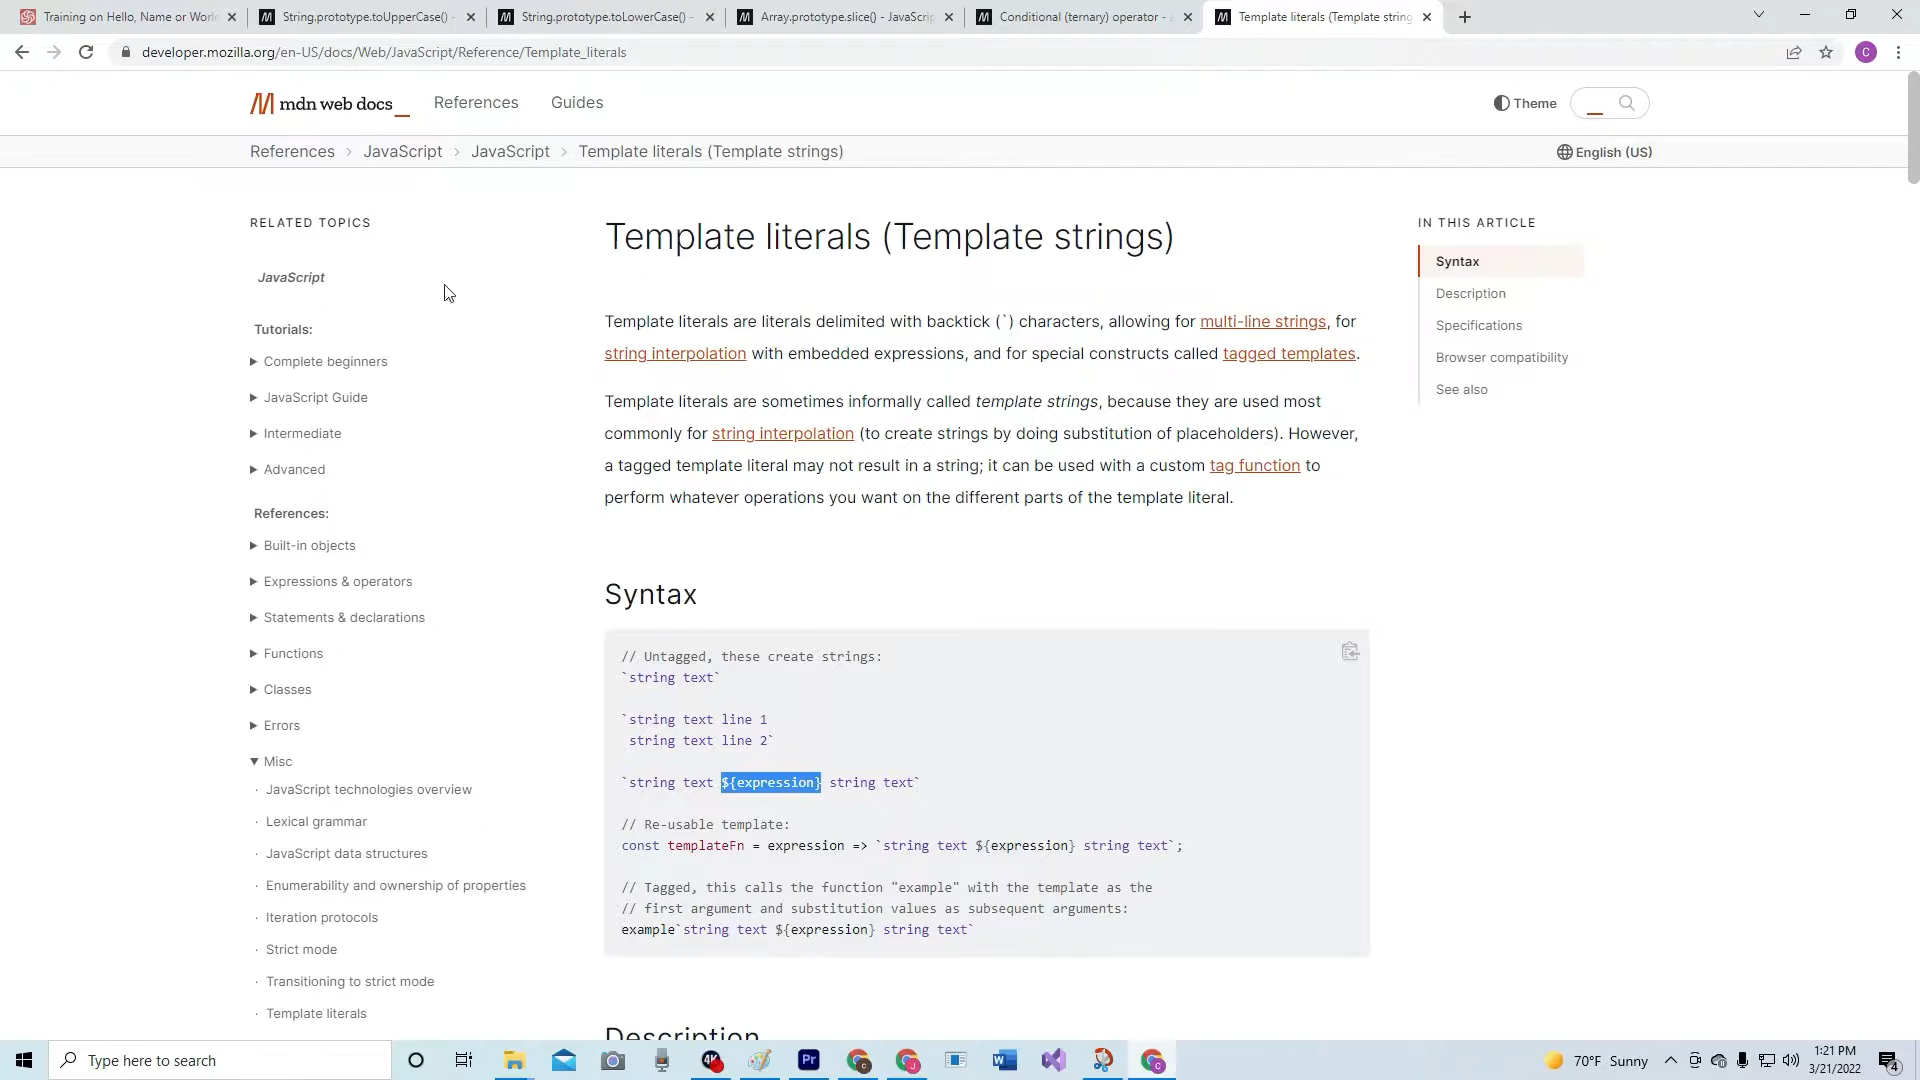 Training on Hello, Name or Worl
String.prototype.toUpperCase() -
String.prototype.toLowerCase() -
Array.prototype.slice() - JavaScrip
Conditional (ternary) operator -
Template literals (Template string
developer.mozilla.org/en-US/docs/Web/JavaScript/Reference/Template_literals
C
mdn web docs_
References
Guides
Theme
References > JavaScript > JavaScript > Template literals (Template strings)
English (US)
RELATED TOPICS
JavaScript
Tutorials:
Complete beginners
JavaScript Guide
Intermediate
Advanced
References:
Built-in objects
Expressions & operators
Statements & declarations
Functions
Classes
Errors
Misc
JavaScript technologies overview
Lexical grammar
JavaScript data structures
Enumerability and ownership of properties
Iteration protocols
Strict mode
Transitioning to strict mode
Template literals
Template literals (Template strings)
Template literals are literals delimited with backtick (`) characters, allowing for multi-line strings, for
string interpolation with embedded expressions, and for special constructs called tagged templates.
Template literals are sometimes informally called template strings, because they are used most
commonly for string interpolation (to create strings by doing substitution of placeholders). However,
a tagged template literal may not result in a string; it can be used with a custom tag function to
perform whatever operations you want on the different parts of the template literal.
Syntax
// Untagged, these create strings:
`string text`
`string text line 1
 string text line 2`
`string text ${expression} string text`
// Re-usable template:
const templateFn = expression => `string text ${expression} string text`;
// Tagged, this calls the function "example" with the template as the
// first argument and substitution values as subsequent arguments:
example`string text ${expression} string text`
Description
IN THIS ARTICLE
Syntax
Description
Specifications
Browser compatibility
See also
Type here to search
4K
Pr
70°F Sunny
1:21 PM
3/21/2022
4